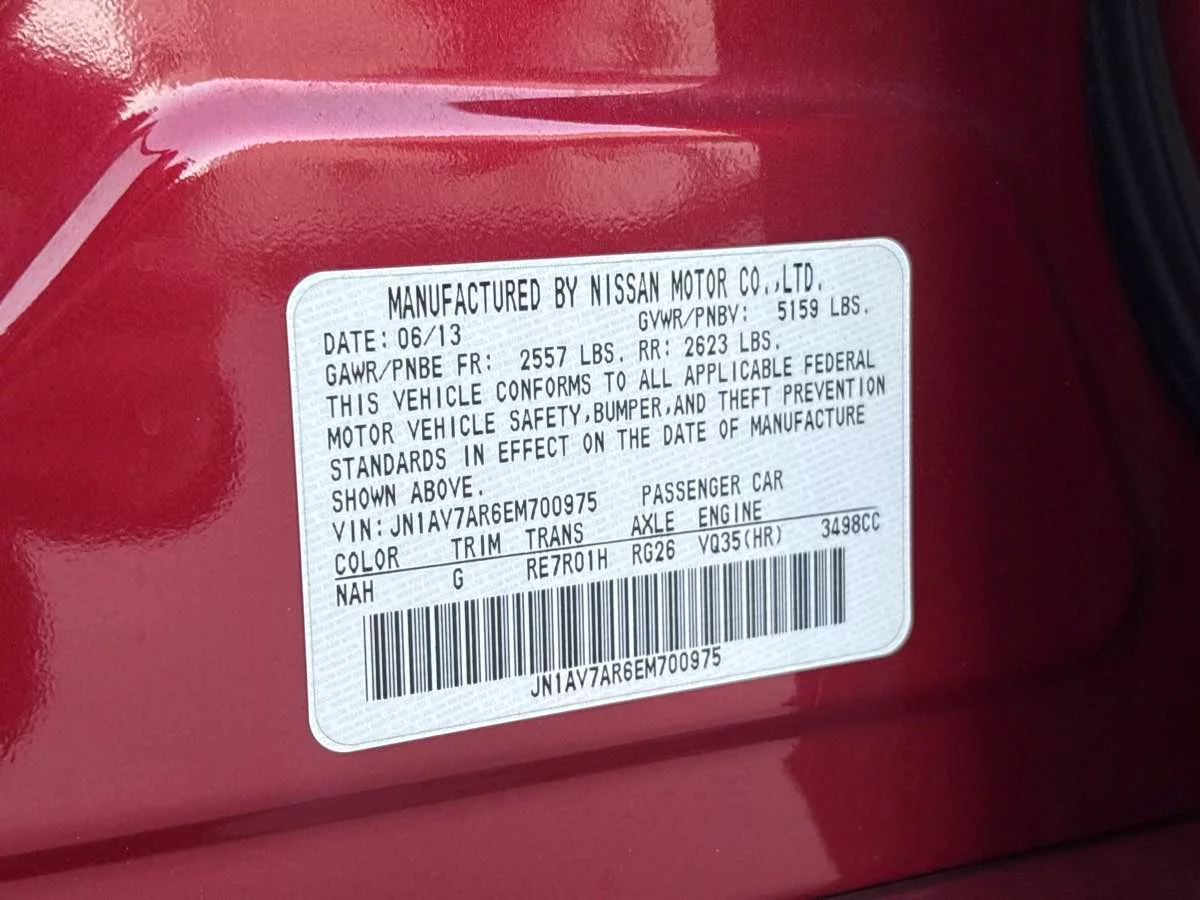 MANUFACTURED BY NISSAN MOTOR CO.,LTD.
DATE: 06/13 GVWR/PNBV: 5159 LBS.
GAWR/PNBE FR: 2557 LBS. RR: 2623 LBS.
THIS VEHICLE CONFORMS TO ALL APPLICABLE FEDERAL
MOTOR VEHICLE SAFETY,BUMPER,AND THEFT PREVENTION
STANDARDS IN EFFECT ON THE DATE OF MANUFACTURE
SHOWN ABOVE.
VIN: JN1AV7AR6EM700975 PASSENGER CAR
COLOR TRIM TRANS AXLE ENGINE
NAH G RE7R01H RG26 VQ35(HR) 3498CC
JN1AV7AR6EM700975